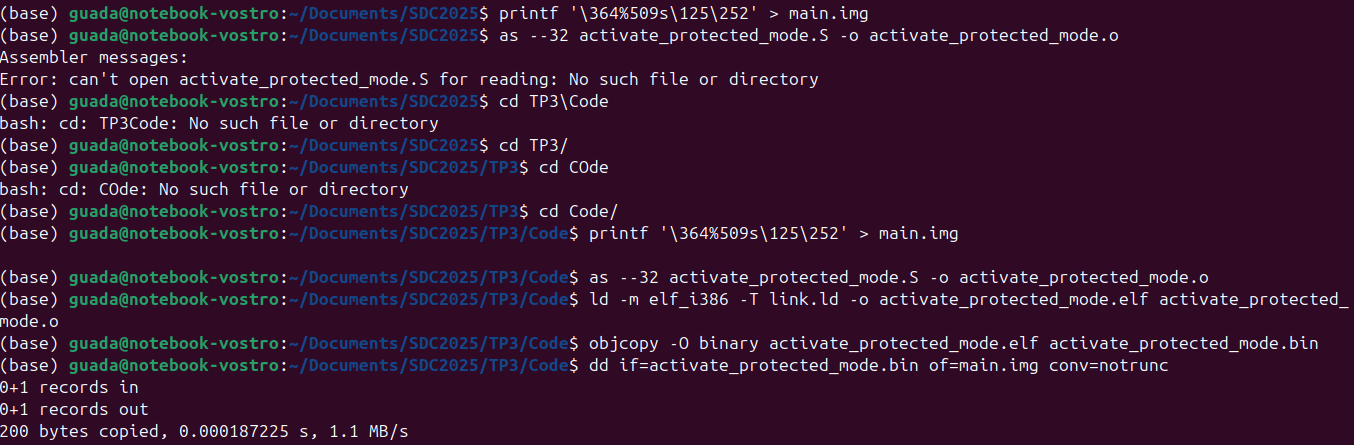 (base) guada@notebook-vostro:~/Documents/SDC2025$ printf '\364%509s\125\252' > main.img
(base) guada@notebook-vostro:~/Documents/SDC2025$ as --32 activate_protected_mode.S -o activate_protected_mode.o
Assembler messages:
Error: can't open activate_protected_mode.S for reading: No such file or directory
(base) guada@notebook-vostro:~/Documents/SDC2025$ cd TP3\Code
bash: cd: TP3Code: No such file or directory
(base) guada@notebook-vostro:~/Documents/SDC2025$ cd TP3/
(base) guada@notebook-vostro:~/Documents/SDC2025/TP3$ cd COde
bash: cd: COde: No such file or directory
(base) guada@notebook-vostro:~/Documents/SDC2025/TP3$ cd Code/
(base) guada@notebook-vostro:~/Documents/SDC2025/TP3/Code$ printf '\364%509s\125\252' > main.img
(base) guada@notebook-vostro:~/Documents/SDC2025/TP3/Code$ as --32 activate_protected_mode.S -o activate_protected_mode.o
(base) guada@notebook-vostro:~/Documents/SDC2025/TP3/Code$ ld -m elf_i386 -T link.ld -o activate_protected_mode.elf activate_protected_
mode.o
(base) guada@notebook-vostro:~/Documents/SDC2025/TP3/Code$ objcopy -O binary activate_protected_mode.elf activate_protected_mode.bin
(base) guada@notebook-vostro:~/Documents/SDC2025/TP3/Code$ dd if=activate_protected_mode.bin of=main.img conv=notrunc
0+1 records in
0+1 records out
200 bytes copied, 0.000187225 s, 1.1 MB/s